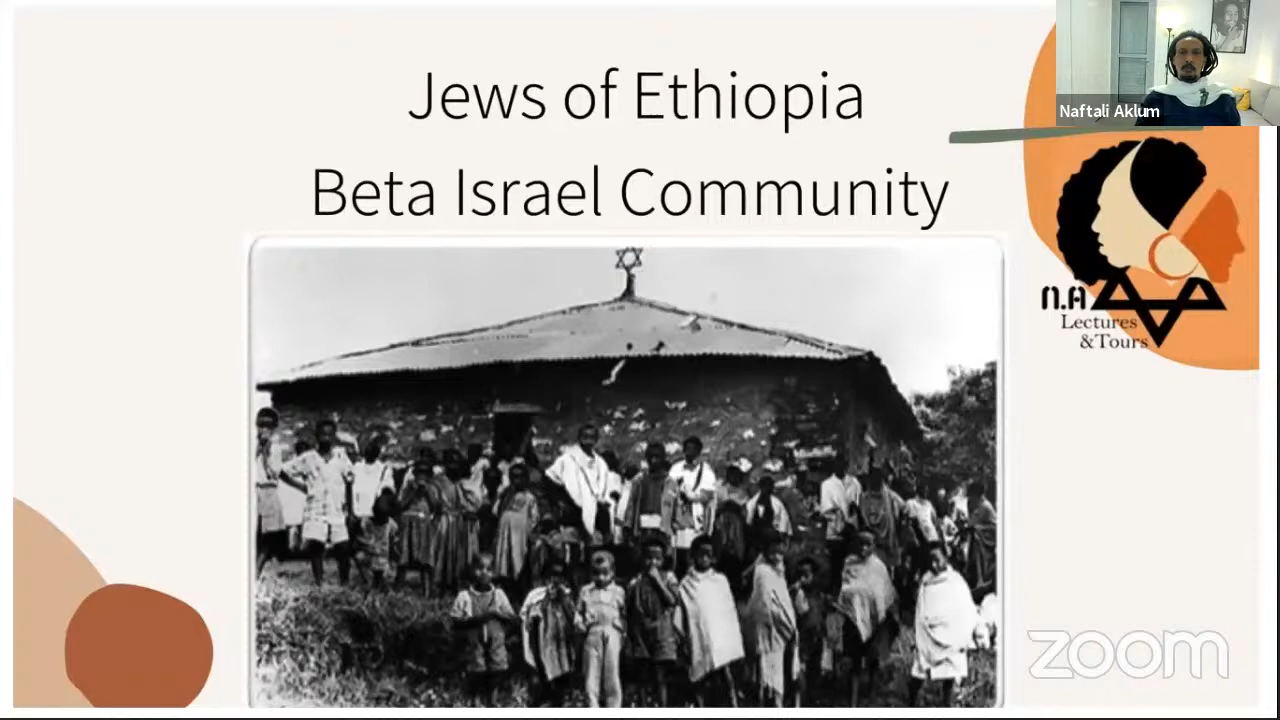 Jews of Ethiopia
Beta Israel Community
Naftali Aklum
n.A
Lectures
&Tours
zoom